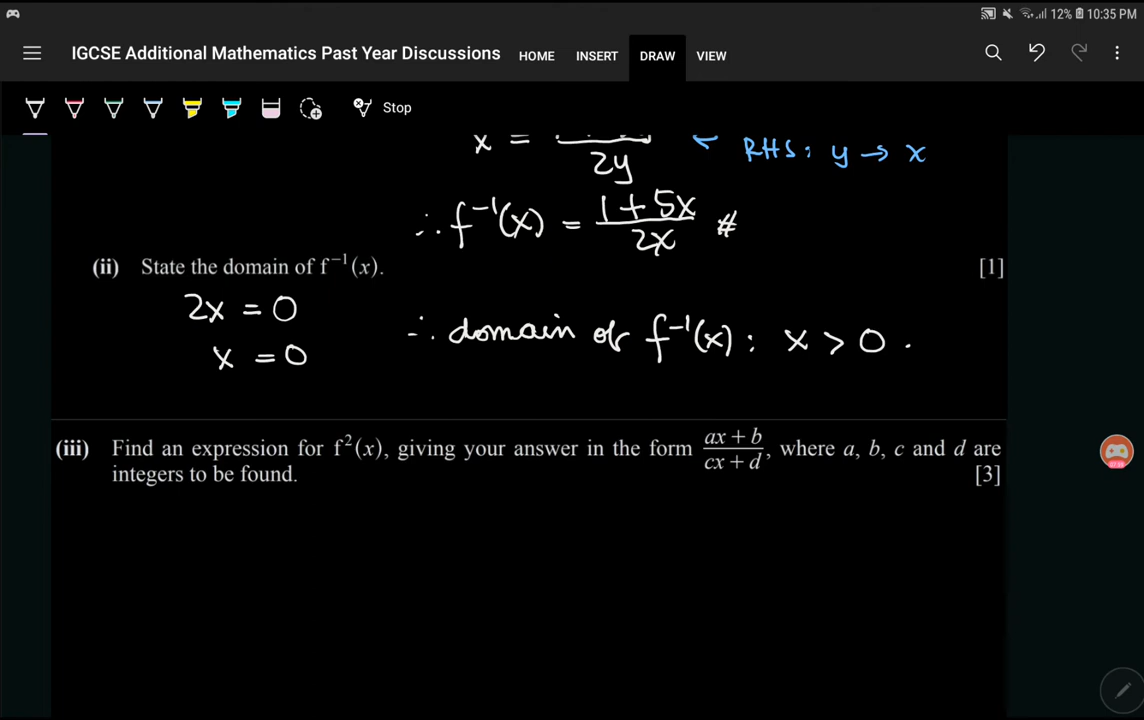 12% 10:35 PM
IGCSE Additional Mathematics Past Year Discussions HOME INSERT DRAW VIEW
Stop
x = 2y ← RHS: y → x
∴ f⁻¹(x) = (1 + 5x)/(2x) #
(ii) State the domain of f⁻¹(x). [1]
2x = 0
x = 0
∴ domain of f⁻¹(x): x > 0.
(iii) Find an expression for f²(x), giving your answer in the form (ax + b)/(cx + d), where a, b, c and d are
integers to be found. [3]